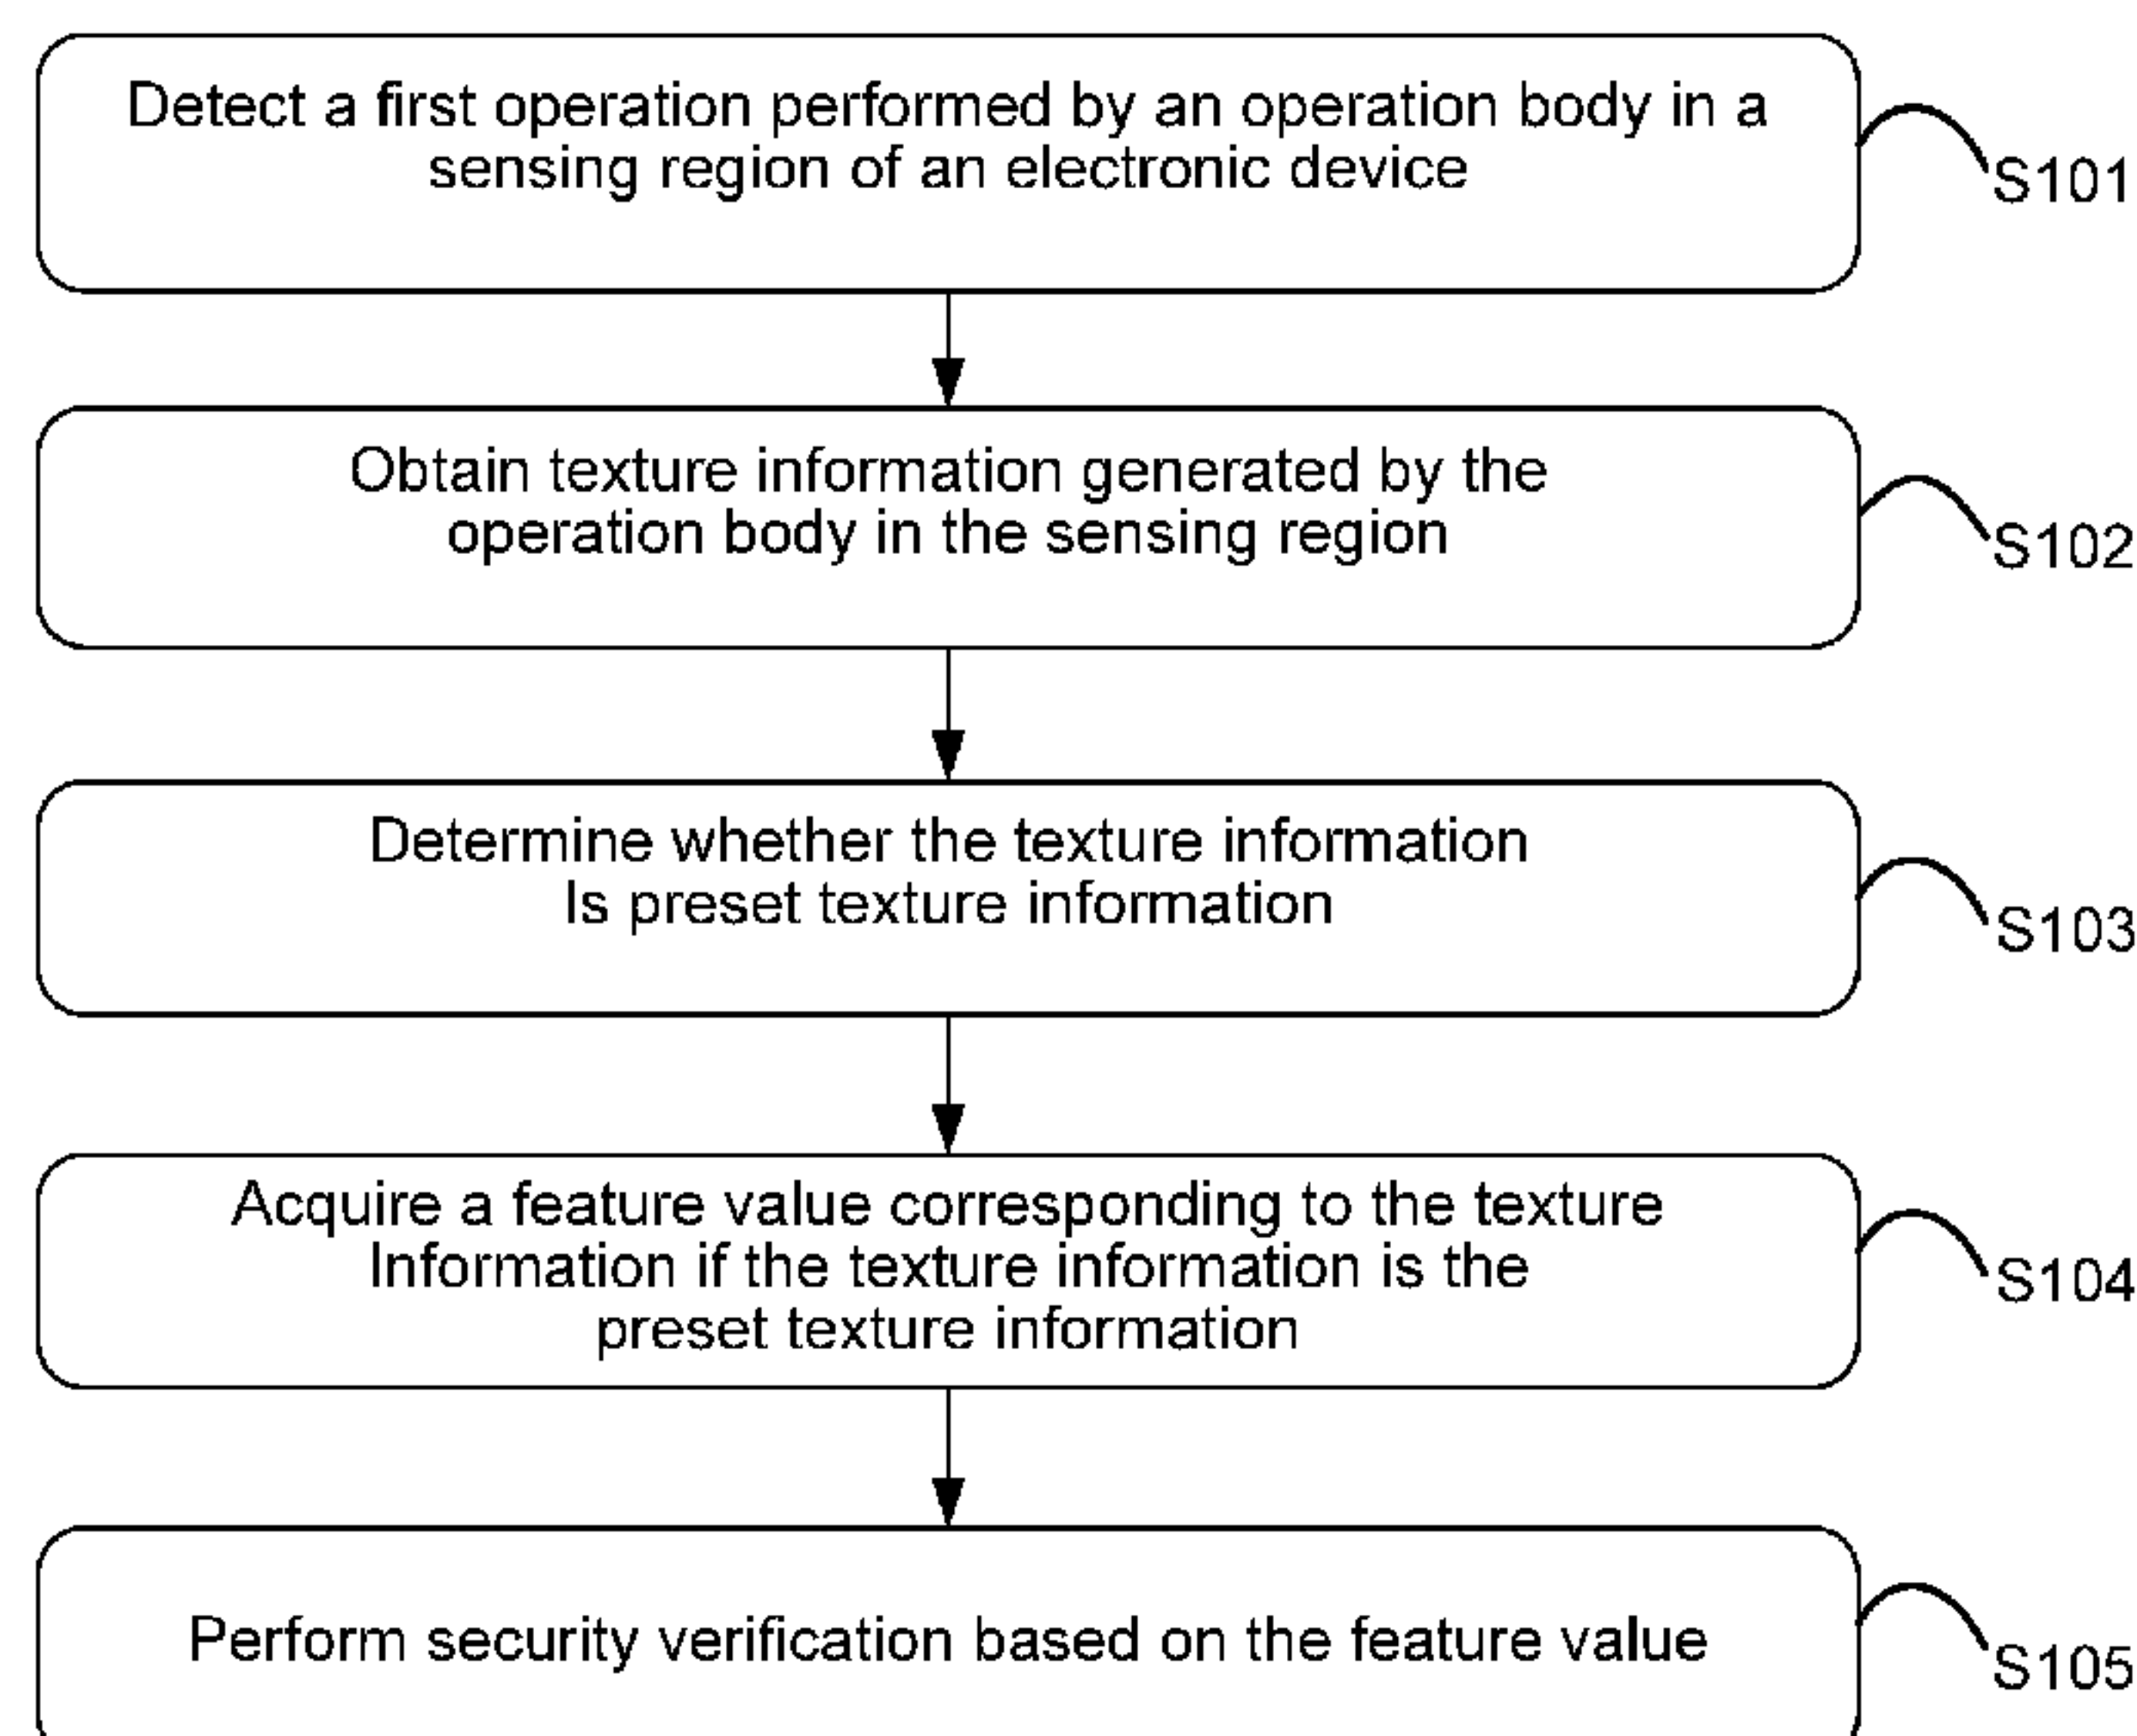 Detect a first operation performed by an operation body in a
sensing region of an electronic device
S101
Obtain texture information generated by the
operation body in the sensing region
S102
Determine whether the texture information
Is preset texture information
S103
Acquire a feature value corresponding to the texture
Information if the texture information is the
preset texture information
S104
Perform security verification based on the feature value
S105